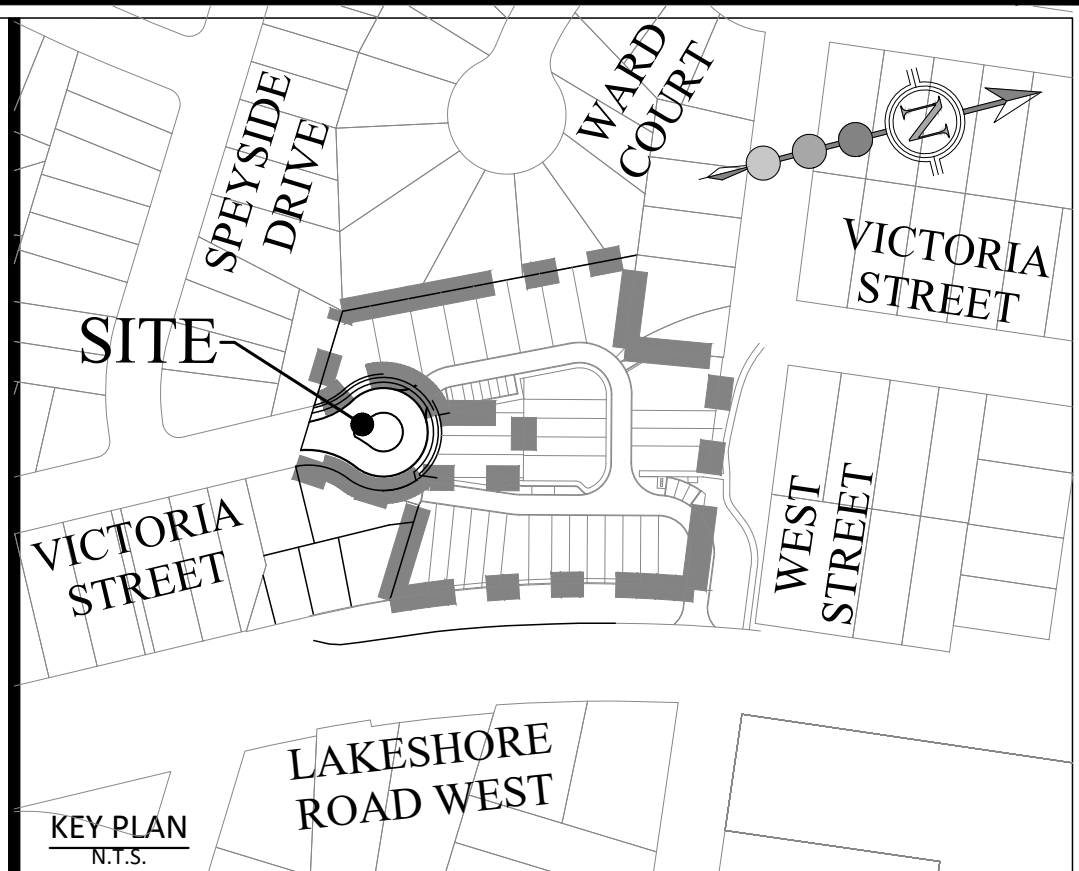 SPEYSIDE
DRIVE
WARD
COURT
N
VICTORIA
STREET
SITE
VICTORIA
STREET
WEST
STREET
LAKESHORE
ROAD WEST
KEY PLAN
N.T.S.